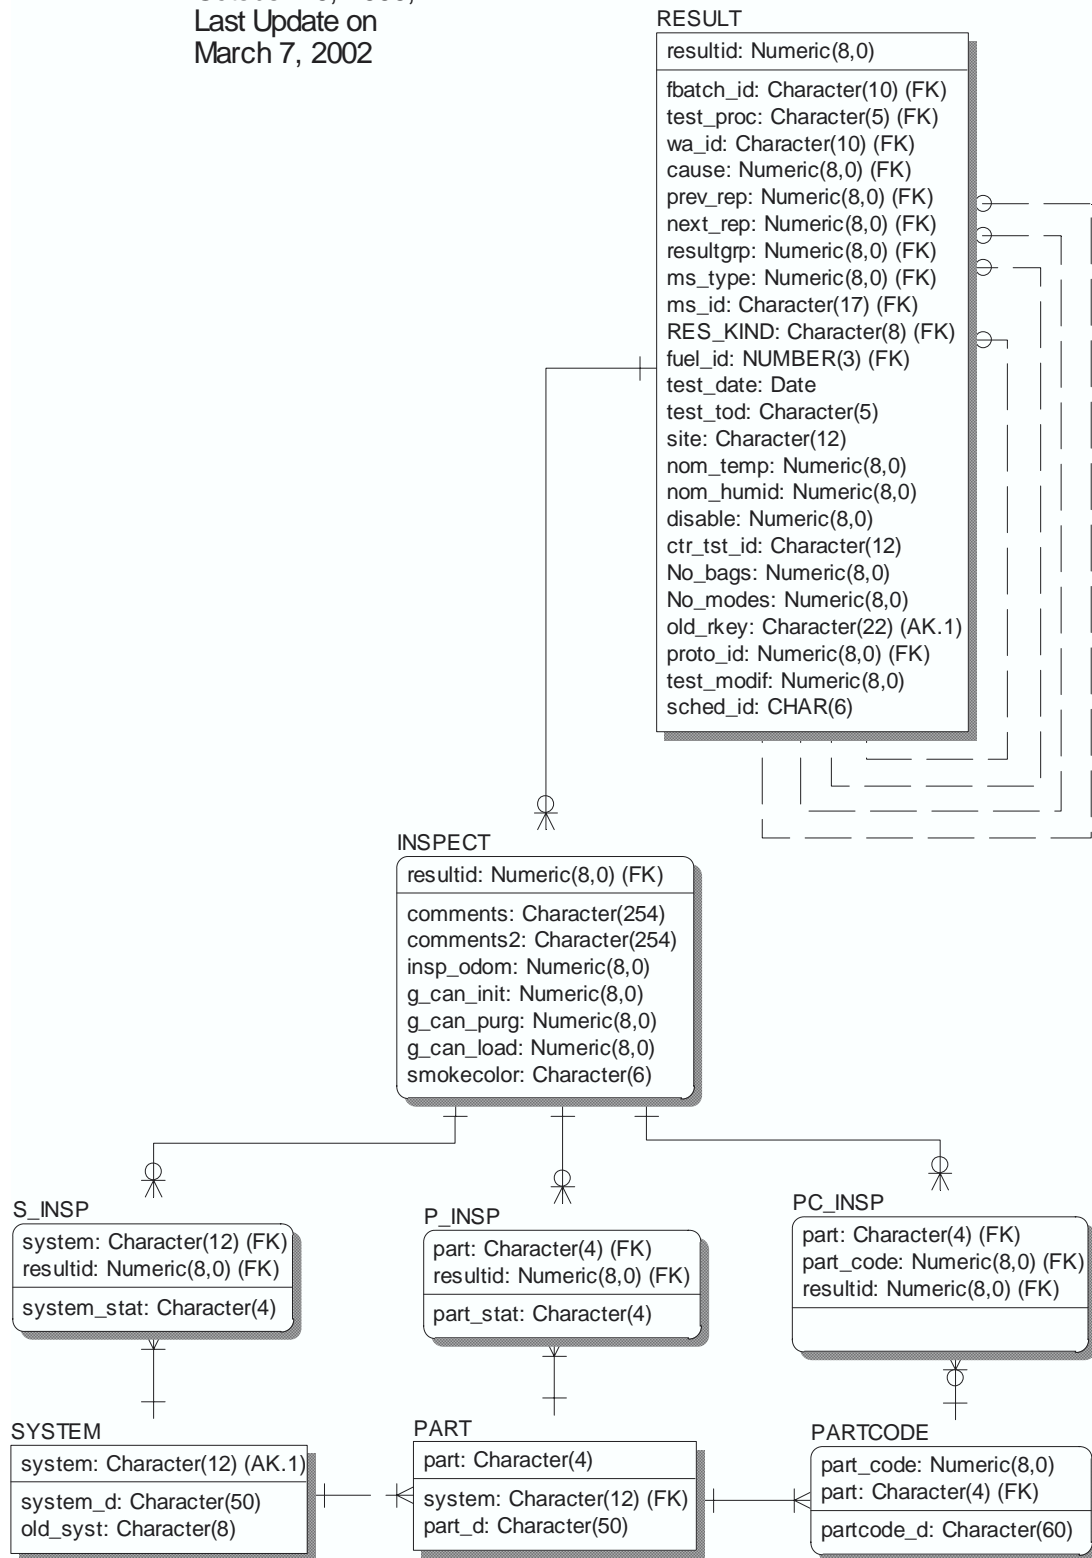 Last Update on
March 7, 2002
RESULT
resultid: Numeric(8,0)
fbatch_id: Character(10) (FK)
test_proc: Character(5) (FK)
wa_id: Character(10) (FK)
cause: Numeric(8,0) (FK)
prev_rep: Numeric(8,0) (FK)
next_rep: Numeric(8,0) (FK)
resultgrp: Numeric(8,0) (FK)
ms_type: Numeric(8,0) (FK)
ms_id: Character(17) (FK)
RES_KIND: Character(8) (FK)
fuel_id: NUMBER(3) (FK)
test_date: Date
test_tod: Character(5)
site: Character(12)
nom_temp: Numeric(8,0)
nom_humid: Numeric(8,0)
disable: Numeric(8,0)
ctr_tst_id: Character(12)
No_bags: Numeric(8,0)
No_modes: Numeric(8,0)
old_rkey: Character(22) (AK.1)
proto_id: Numeric(8,0) (FK)
test_modif: Numeric(8,0)
sched_id: CHAR(6)
INSPECT
resultid: Numeric(8,0) (FK)
comments: Character(254)
comments2: Character(254)
insp_odom: Numeric(8,0)
g_can_init: Numeric(8,0)
g_can_purg: Numeric(8,0)
g_can_load: Numeric(8,0)
smokecolor: Character(6)
S_INSP
system: Character(12) (FK)
resultid: Numeric(8,0) (FK)
system_stat: Character(4)
P_INSP
part: Character(4) (FK)
resultid: Numeric(8,0) (FK)
part_stat: Character(4)
PC_INSP
part: Character(4) (FK)
part_code: Numeric(8,0) (FK)
resultid: Numeric(8,0) (FK)
SYSTEM
system: Character(12) (AK.1)
system_d: Character(50)
old_syst: Character(8)
PART
part: Character(4)
system: Character(12) (FK)
part_d: Character(50)
PARTCODE
part_code: Numeric(8,0)
part: Character(4) (FK)
partcode_d: Character(60)